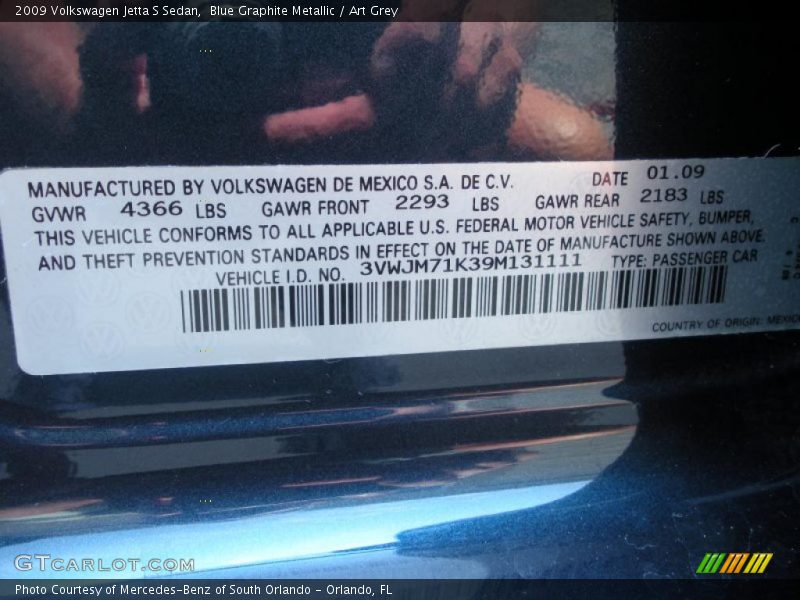 2009 Volkswagen Jetta S Sedan,  Blue Graphite Metallic / Art Grey
MANUFACTURED BY VOLKSWAGEN DE MEXICO S.A. DE C.V. DATE 01.09
GVWR 4366 LBS GAWR FRONT 2293 LBS GAWR REAR 2183 LBS
THIS VEHICLE CONFORMS TO ALL APPLICABLE U.S. FEDERAL MOTOR VEHICLE SAFETY, BUMPER,
AND THEFT PREVENTION STANDARDS IN EFFECT ON THE DATE OF MANUFACTURE SHOWN ABOVE.
VEHICLE I.D. NO. 3VWJM71K39M131111 TYPE: PASSENGER CAR
COUNTRY OF ORIGIN: MEXICO
GTCARLOT.COM
Photo Courtesy of Mercedes-Benz of South Orlando - Orlando, FL